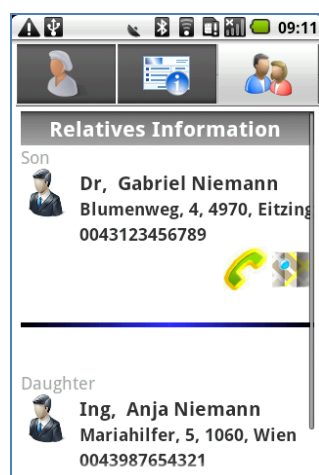 09:11
Relatives Information
Son
Dr, Gabriel Niemann
Blumenweg, 4, 4970, Eitzing
0043123456789
Daughter
Ing, Anja Niemann
Mariahilfer, 5, 1060, Wien
0043987654321